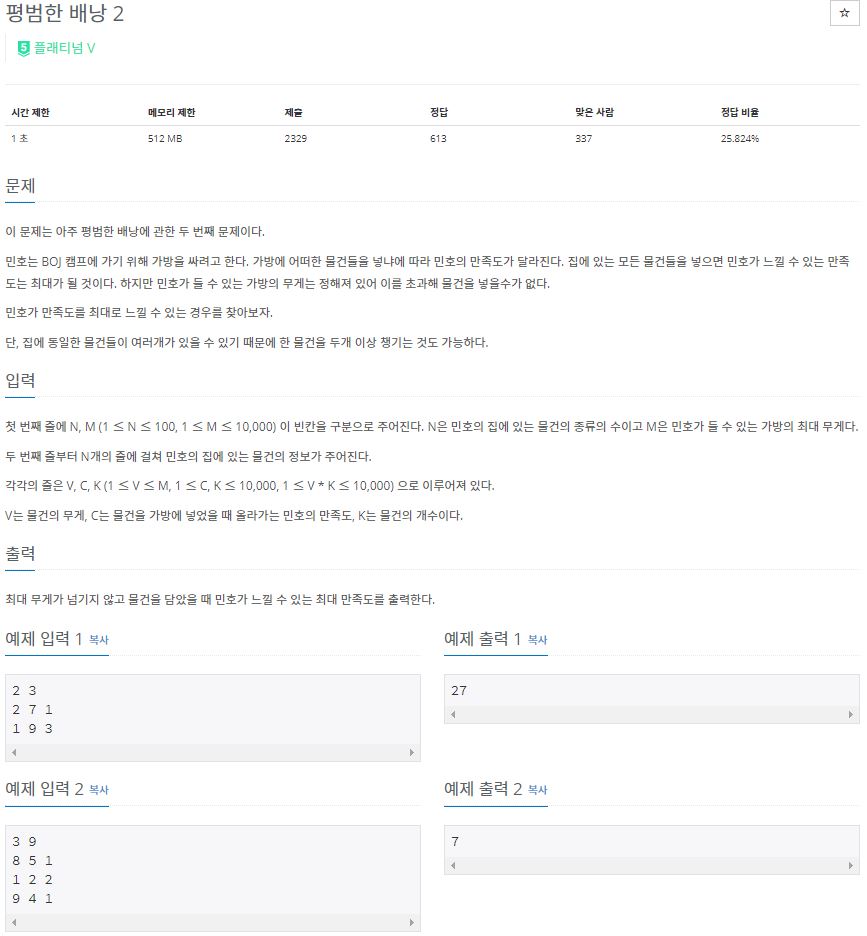 평범한 배낭 2
☆
5 플래티넘 V
시간 제한 메모리 제한 제출 정답 맞은 사람 정답 비율
1 초 512 MB 2329 613 337 25.824%
문제
이 문제는 아주 평범한 배낭에 관한 두 번째 문제이다.
민호는 BOJ 캠프에 가기 위해 가방을 싸려고 한다. 가방에 어떠한 물건들을 넣냐에 따라 민호의 만족도가 달라진다. 집에 있는 모든 물건들을 넣으면 민호가 느낄 수 있는 만족
도는 최대가 될 것이다. 하지만 민호가 들 수 있는 가방의 무게는 정해져 있어 이를 초과해 물건을 넣을수가 없다.
민호가 만족도를 최대로 느낄 수 있는 경우를 찾아보자.
단, 집에 동일한 물건들이 여러개가 있을 수 있기 때문에 한 물건을 두개 이상 챙기는 것도 가능하다.
입력
첫 번째 줄에 N, M (1 ≤ N ≤ 100, 1 ≤ M ≤ 10,000) 이 빈칸을 구분으로 주어진다. N은 민호의 집에 있는 물건의 종류의 수이고 M은 민호가 들 수 있는 가방의 최대 무게다.
두 번째 줄부터 N개의 줄에 걸쳐 민호의 집에 있는 물건의 정보가 주어진다.
각각의 줄은 V, C, K (1 ≤ V ≤ M, 1 ≤ C, K ≤ 10,000, 1 ≤ V * K ≤ 10,000) 으로 이루어져 있다.
V는 물건의 무게, C는 물건을 가방에 넣었을 때 올라가는 민호의 만족도, K는 물건의 개수이다.
출력
최대 무게가 넘기지 않고 물건을 담았을 때 민호가 느낄 수 있는 최대 만족도를 출력한다.
예제 입력 1 복사
2 3
2 7 1
1 9 3
예제 출력 1 복사
27
예제 입력 2 복사
3 9
8 5 1
1 2 2
9 4 1
예제 출력 2 복사
7